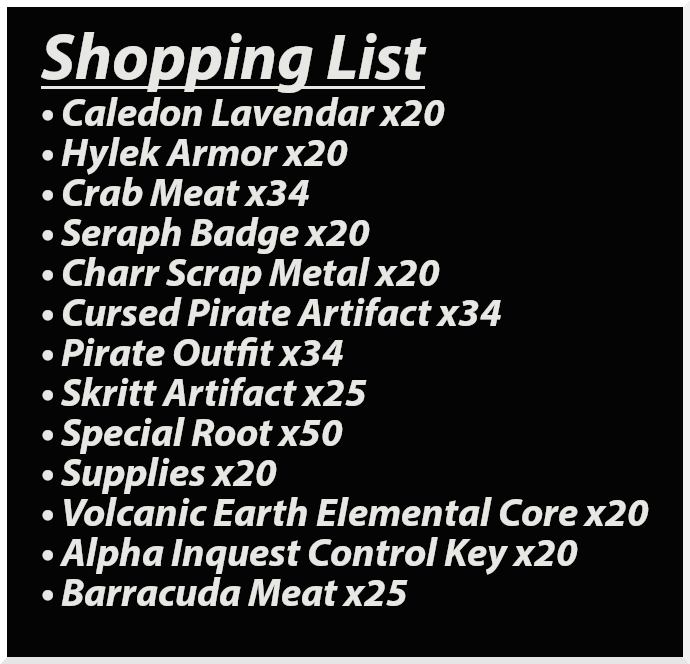 Shopping List
• Caledon Lavendar x20
• Hylek Armor x20
• Crab Meat x34
• Seraph Badge x20
• Charr Scrap Metal x20
• Cursed Pirate Artifact x34
• Pirate Outfit x34
• Skritt Artifact x25
• Special Root x50
• Supplies x20
• Volcanic Earth Elemental Core x20
• Alpha Inquest Control Key x20
• Barracuda Meat x25